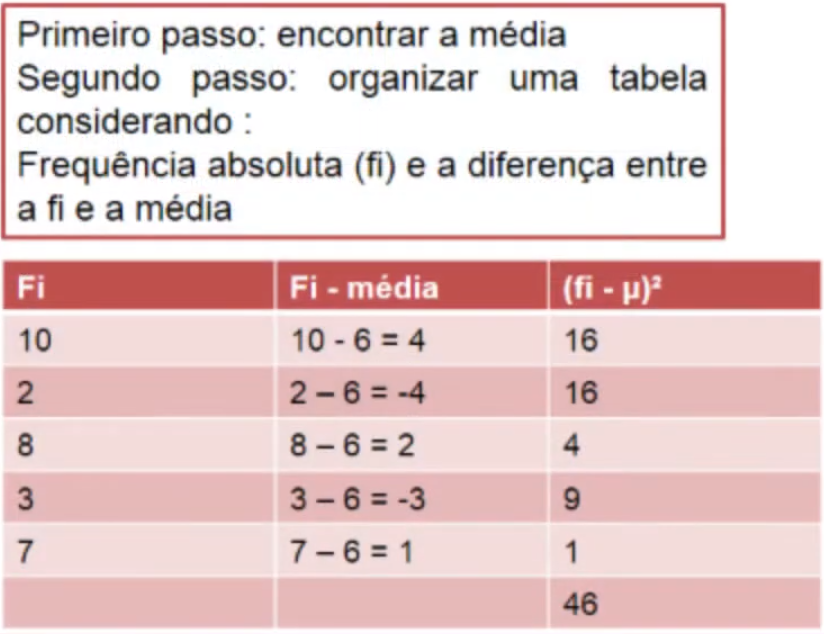 Primeiro passo: encontrar a média
Segundo passo: organizar uma tabela
considerando :
Frequência absoluta (fi) e a diferença entre
a fi e a média
Fi Fi - média (fi - μ)²
10 10 - 6 = 4 16
2 2 – 6 = -4 16
8 8 – 6 = 2 4
3 3 – 6 = -3 9
7 7 – 6 = 1 1
46